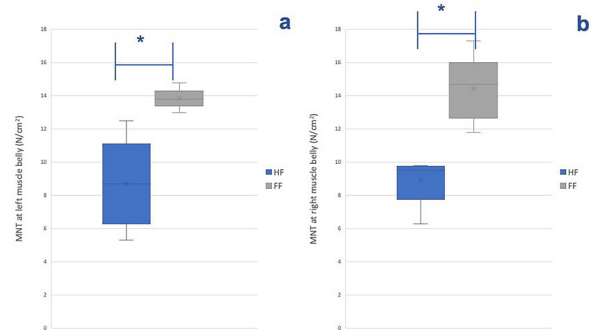 a
*
MNT at left muscle belly (N/cm²)
18
16
14
12
10
8
6
4
2
0
HF
FF
b
*
MNT at right muscle belly (N/cm²)
18
16
14
12
10
8
6
4
2
0
HF
FF